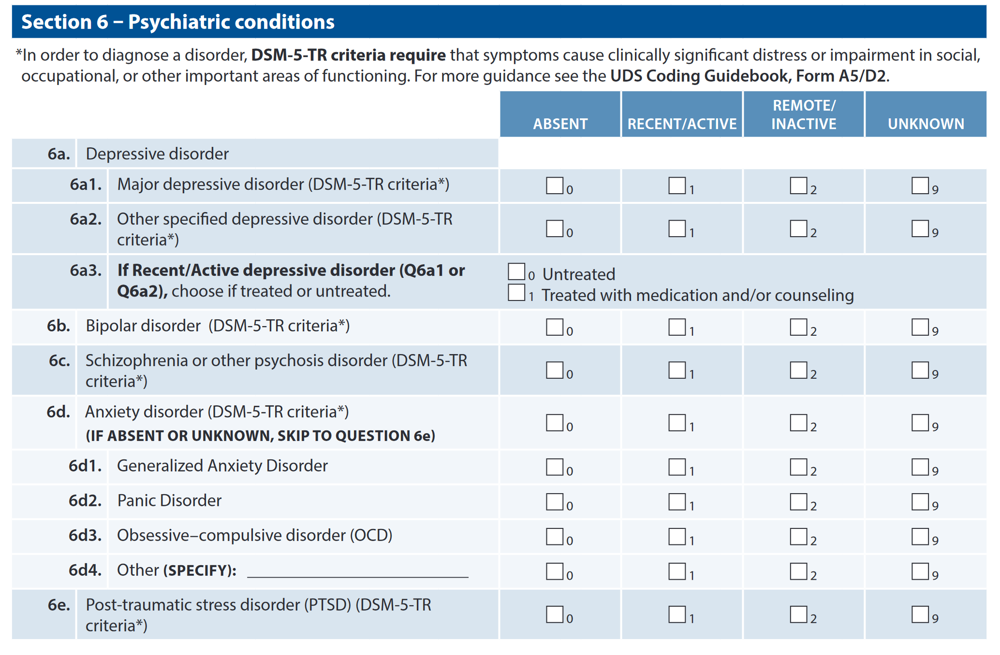 Section 6 – Psychiatric conditions
*In order to diagnose a disorder, DSM-5-TR criteria require that symptoms cause clinically significant distress or impairment in social,
occupational, or other important areas of functioning. For more guidance see the UDS Coding Guidebook, Form A5/D2.
ABSENT RECENT/ACTIVE REMOTE/ INACTIVE UNKNOWN
6a. Depressive disorder
6a1. Major depressive disorder (DSM-5-TR criteria*) 0 1 2 9
6a2. Other specified depressive disorder (DSM-5-TR
criteria*) 0 1 2 9
6a3. If Recent/Active depressive disorder (Q6a1 or
Q6a2), choose if treated or untreated.
0 Untreated
1 Treated with medication and/or counseling
6b. Bipolar disorder (DSM-5-TR criteria*) 0 1 2 9
6c. Schizophrenia or other psychosis disorder (DSM-5-TR
criteria*) 0 1 2 9
6d. Anxiety disorder (DSM-5-TR criteria*)
(IF ABSENT OR UNKNOWN, SKIP TO QUESTION 6e) 0 1 2 9
6d1. Generalized Anxiety Disorder 0 1 2 9
6d2. Panic Disorder 0 1 2 9
6d3. Obsessive–compulsive disorder (OCD) 0 1 2 9
6d4. Other (SPECIFY): 0 1 2 9
6e. Post-traumatic stress disorder (PTSD) (DSM-5-TR
criteria*) 0 1 2 9